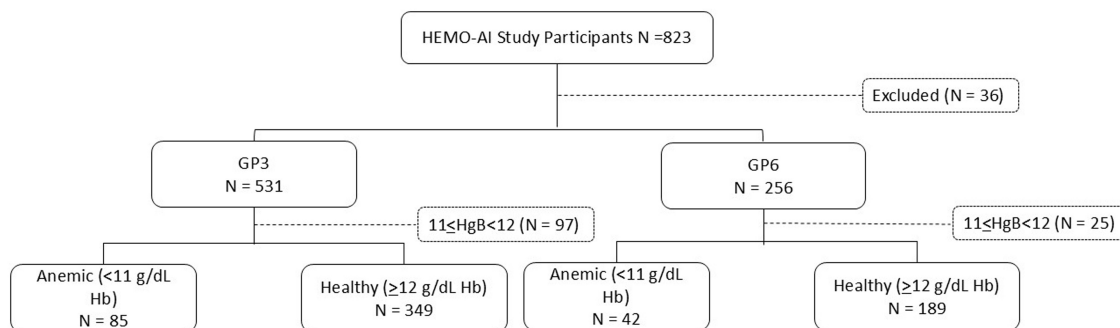 HEMO-AI Study Participants N =823
Excluded (N = 36)
GP3
N = 531
GP6
N = 256
11≤HgB<12 (N = 97)
11≤HgB<12 (N = 25)
Anemic (<11 g/dL
Hb)
N = 85
Healthy (≥12 g/dL Hb)
N = 349
Anemic (<11 g/dL
Hb)
N = 42
Healthy (≥12 g/dL Hb)
N = 189